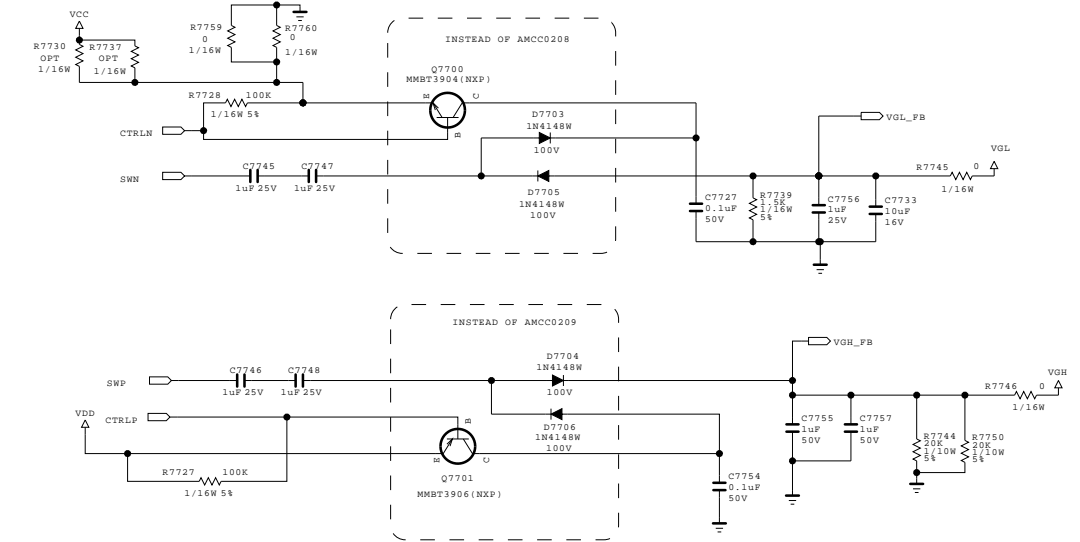 VCC
R7730
OPT
1/16W
R7737
OPT
1/16W
R7759
0
1/16W
R7760
0
1/16W
INSTEAD OF AMCC0208
Q7700
MMBT3904(NXP)
E
C
B
R7728 100K
1/16W 5%
CTRLN
D7703
1N4148W
100V
VGL_FB
VGL
SWN
C7745
1uF 25V
C7747
1uF 25V
D7705
1N4148W
100V
R7745 0
1/16W
C7727
0.1uF
50V
R7739
1.5K
1/16W
5%
C7756
1uF
25V
C7733
10uF
16V
INSTEAD OF AMCC0209
VGH_FB
D7704
1N4148W
100V
SWP
C7746
1uF 25V
C7748
1uF 25V
VGH
R7746 0
1/16W
VDD
CTRLP
B
E
C
D7706
1N4148W
100V
C7755
1uF
50V
C7757
1uF
50V
R7744
20K
1/10W
5%
R7750
20K
1/10W
5%
R7727 100K
1/16W 5%
Q7701
MMBT3906(NXP)
C7754
0.1uF
50V